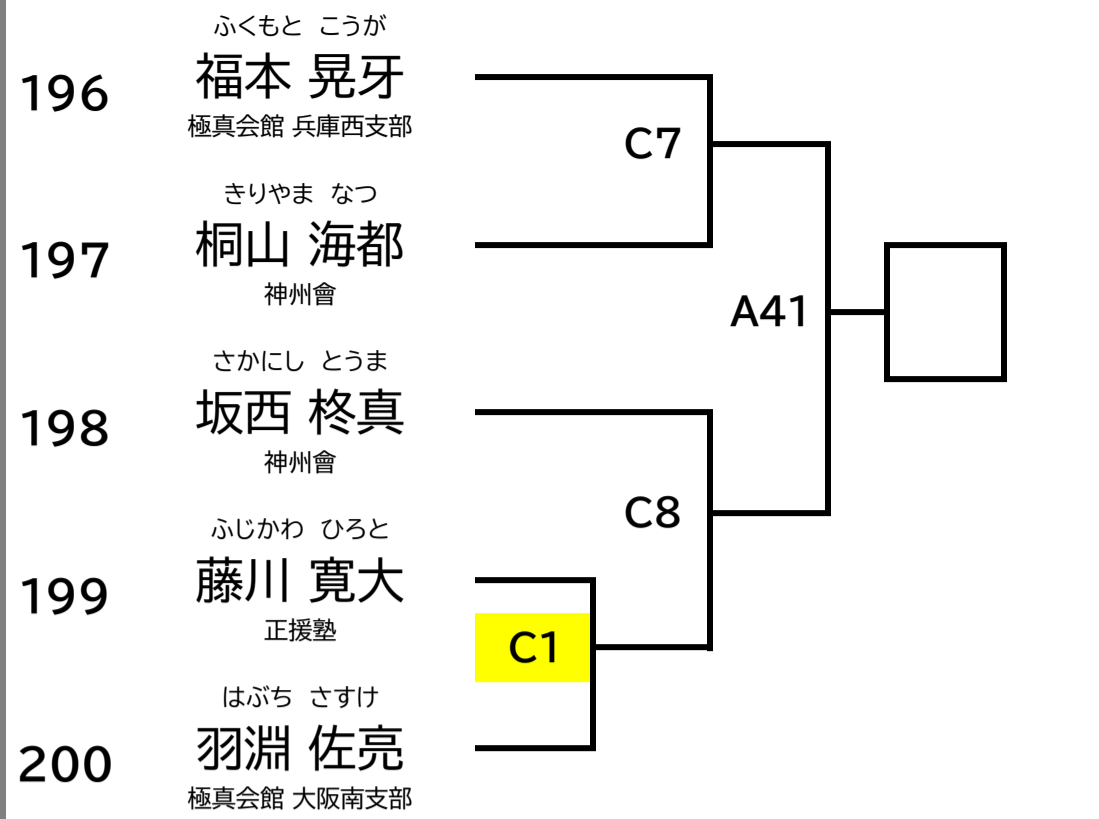 ふくもと こうが
196
福本 晃牙
極真会館 兵庫西支部
C7
きりやま なつ
197
桐山 海都
神州會
A41
さかにし とうま
198
坂西 柊真
神州會
C8
ふじかわ ひろと
199
藤川 寛大
正援塾
C1
はぶち さすけ
200
羽淵 佐亮
極真会館 大阪南支部